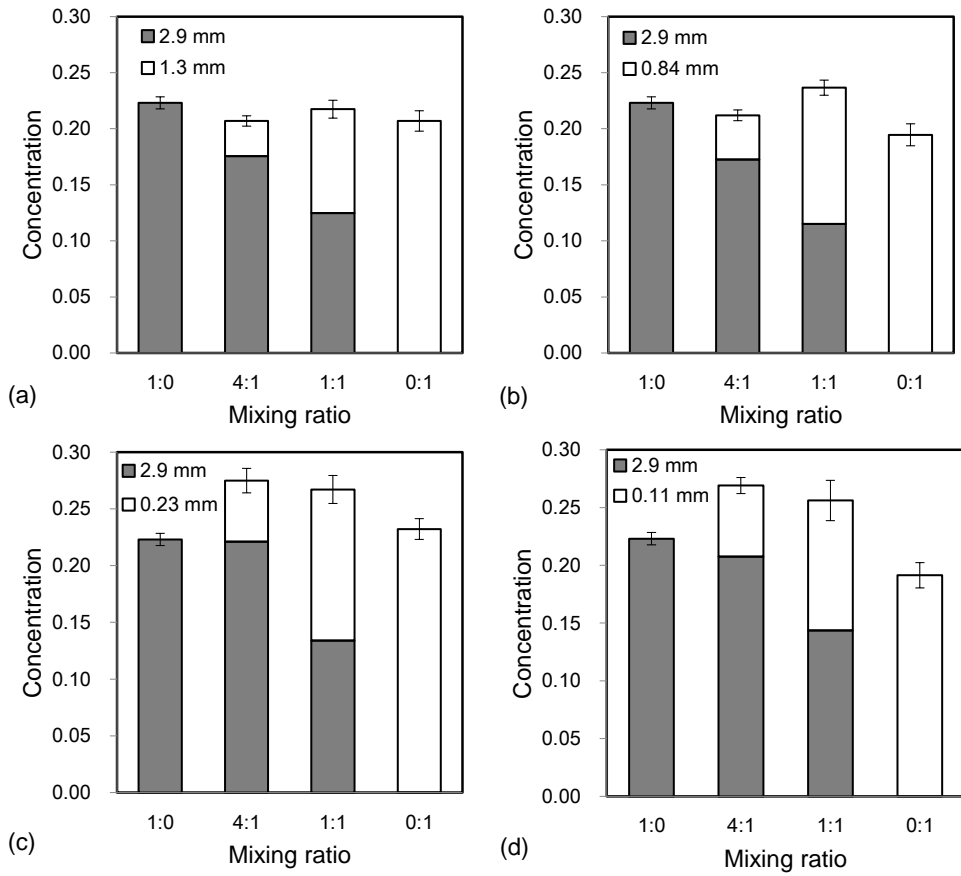 0.30
0.25
0.20
0.15
0.10
0.05
0.00
Concentration
2.9 mm
1.3 mm
1:0 4:1 1:1 0:1
Mixing ratio
(a)
0.30
0.25
0.20
0.15
0.10
0.05
0.00
Concentration
2.9 mm
0.84 mm
1:0 4:1 1:1 0:1
Mixing ratio
(b)
0.30
0.25
0.20
0.15
0.10
0.05
0.00
Concentration
2.9 mm
0.23 mm
1:0 4:1 1:1 0:1
Mixing ratio
(c)
0.30
0.25
0.20
0.15
0.10
0.05
0.00
Concentration
2.9 mm
0.11 mm
1:0 4:1 1:1 0:1
Mixing ratio
(d)